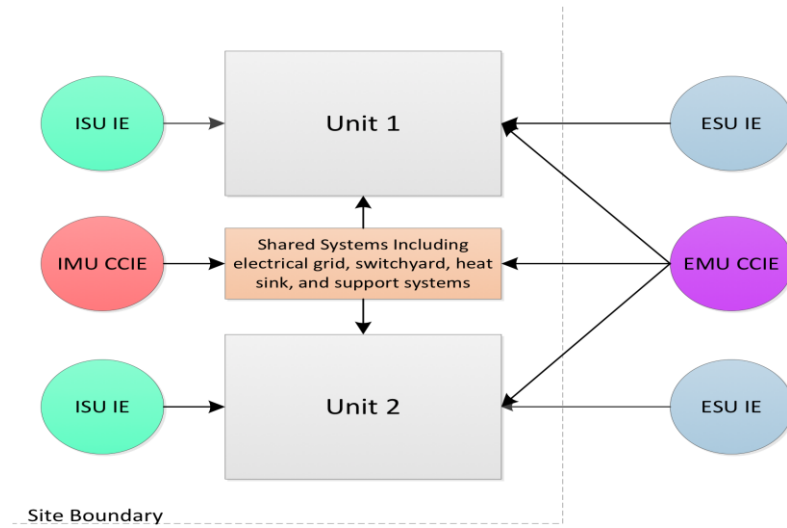 ISU IE
Unit 1
ESU IE
IMU CCIE
Shared Systems Including
electrical grid, switchyard, heat
sink, and support systems
EMU CCIE
ISU IE
Unit 2
ESU IE
Site Boundary